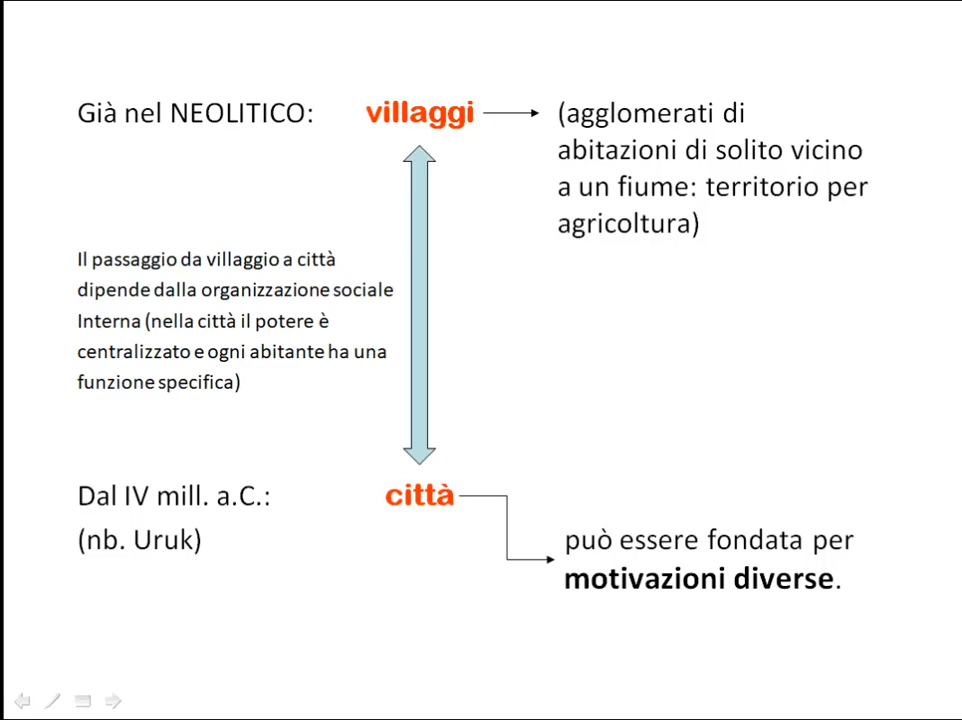 Già nel NEOLITICO: villaggi (agglomerati di
abitazioni di solito vicino
a un fiume: territorio per
agricoltura)
Il passaggio da villaggio a città
dipende dalla organizzazione sociale
Interna (nella città il potere è
centralizzato e ogni abitante ha una
funzione specifica)
Dal IV mill. a.C.: città
(nb. Uruk)
può essere fondata per
motivazioni diverse.